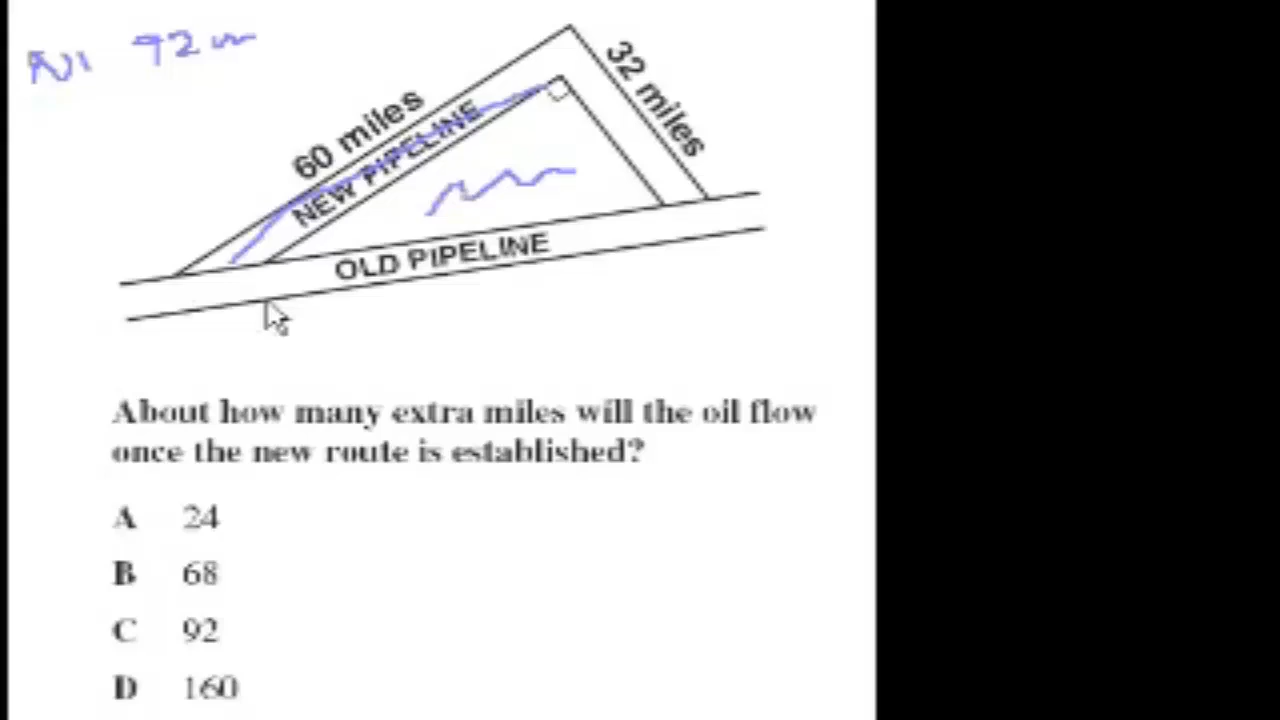 92 m
60 miles
32 miles
NEW PIPELINE
OLD PIPELINE
About how many extra miles will the oil flow
once the new route is established?
A 24
B 68
C 92
D 160